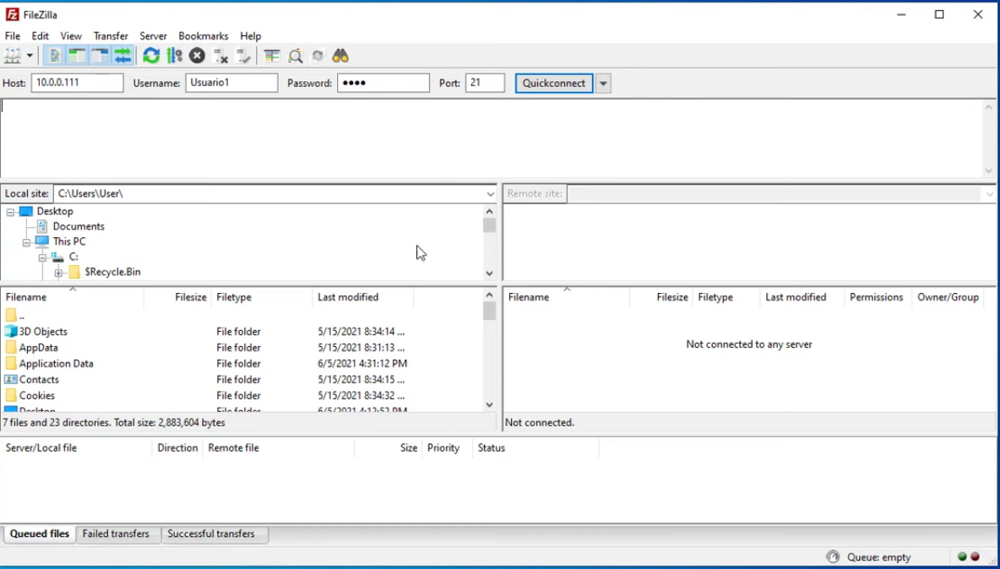 FileZilla
File Edit View Transfer Server Bookmarks Help
Host: 10.0.0.111 Username: Usuario1 Password: •••• Port: 21 Quickconnect
Local site: C:\Users\User\
Remote site:
Desktop
Documents
This PC
C:
$Recycle.Bin
Filename Filesize Filetype Last modified
..
3D Objects File folder 5/15/2021 8:34:14 ...
AppData File folder 5/15/2021 8:31:13 ...
Application Data File folder 6/5/2021 4:31:12 PM
Contacts File folder 5/15/2021 8:34:15 ...
Cookies File folder 5/15/2021 8:34:32 ...
Desktop File folder 6/5/2021 4:12:52 PM
7 files and 23 directories. Total size: 2,883,604 bytes
Filename Filesize Filetype Last modified Permissions Owner/Group
Not connected to any server
Not connected.
Server/Local file Direction Remote file Size Priority Status
Queued files Failed transfers Successful transfers
Queue: empty